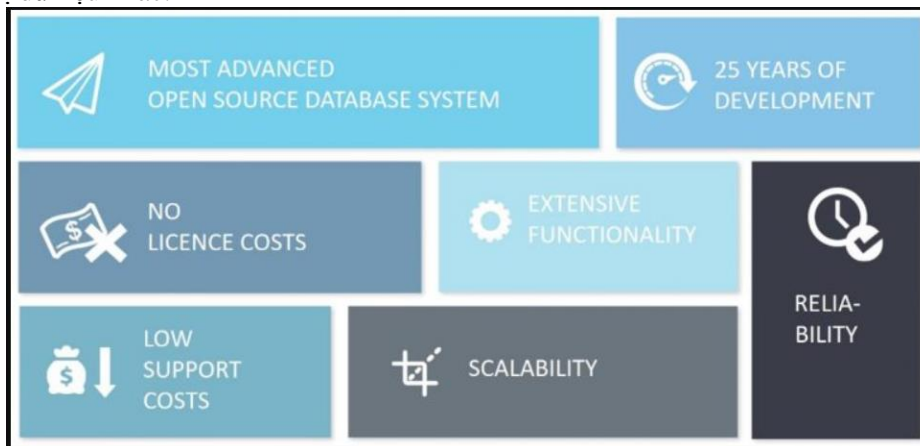 MOST ADVANCED
OPEN SOURCE DATABASE SYSTEM
25 YEARS OF
DEVELOPMENT
NO
LICENCE COSTS
EXTENSIVE
FUNCTIONALITY
RELIA-
BILITY
LOW
SUPPORT
COSTS
SCALABILITY